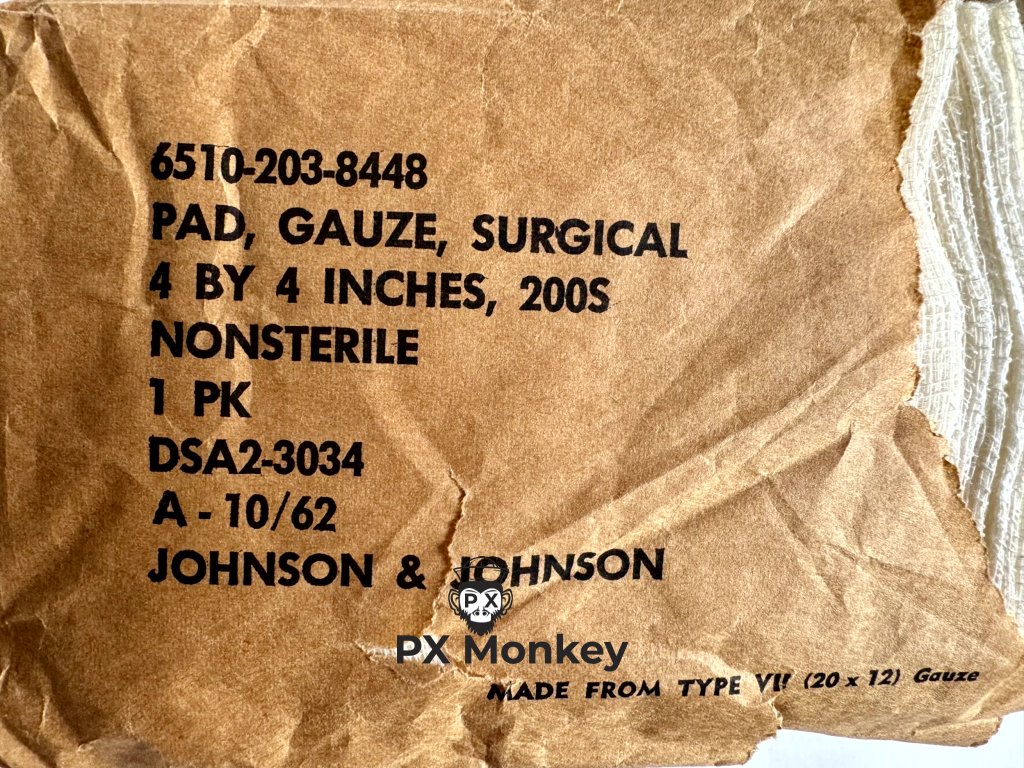 6510-203-8448
PAD, GAUZE, SURGICAL
4 BY 4 INCHES, 200S
NONSTERILE
1 PK
DSA2-3034
A - 10/62
JOHNSON & JOHNSON
PX
PX Monkey
MADE FROM TYPE VII (20 x 12) Gauze